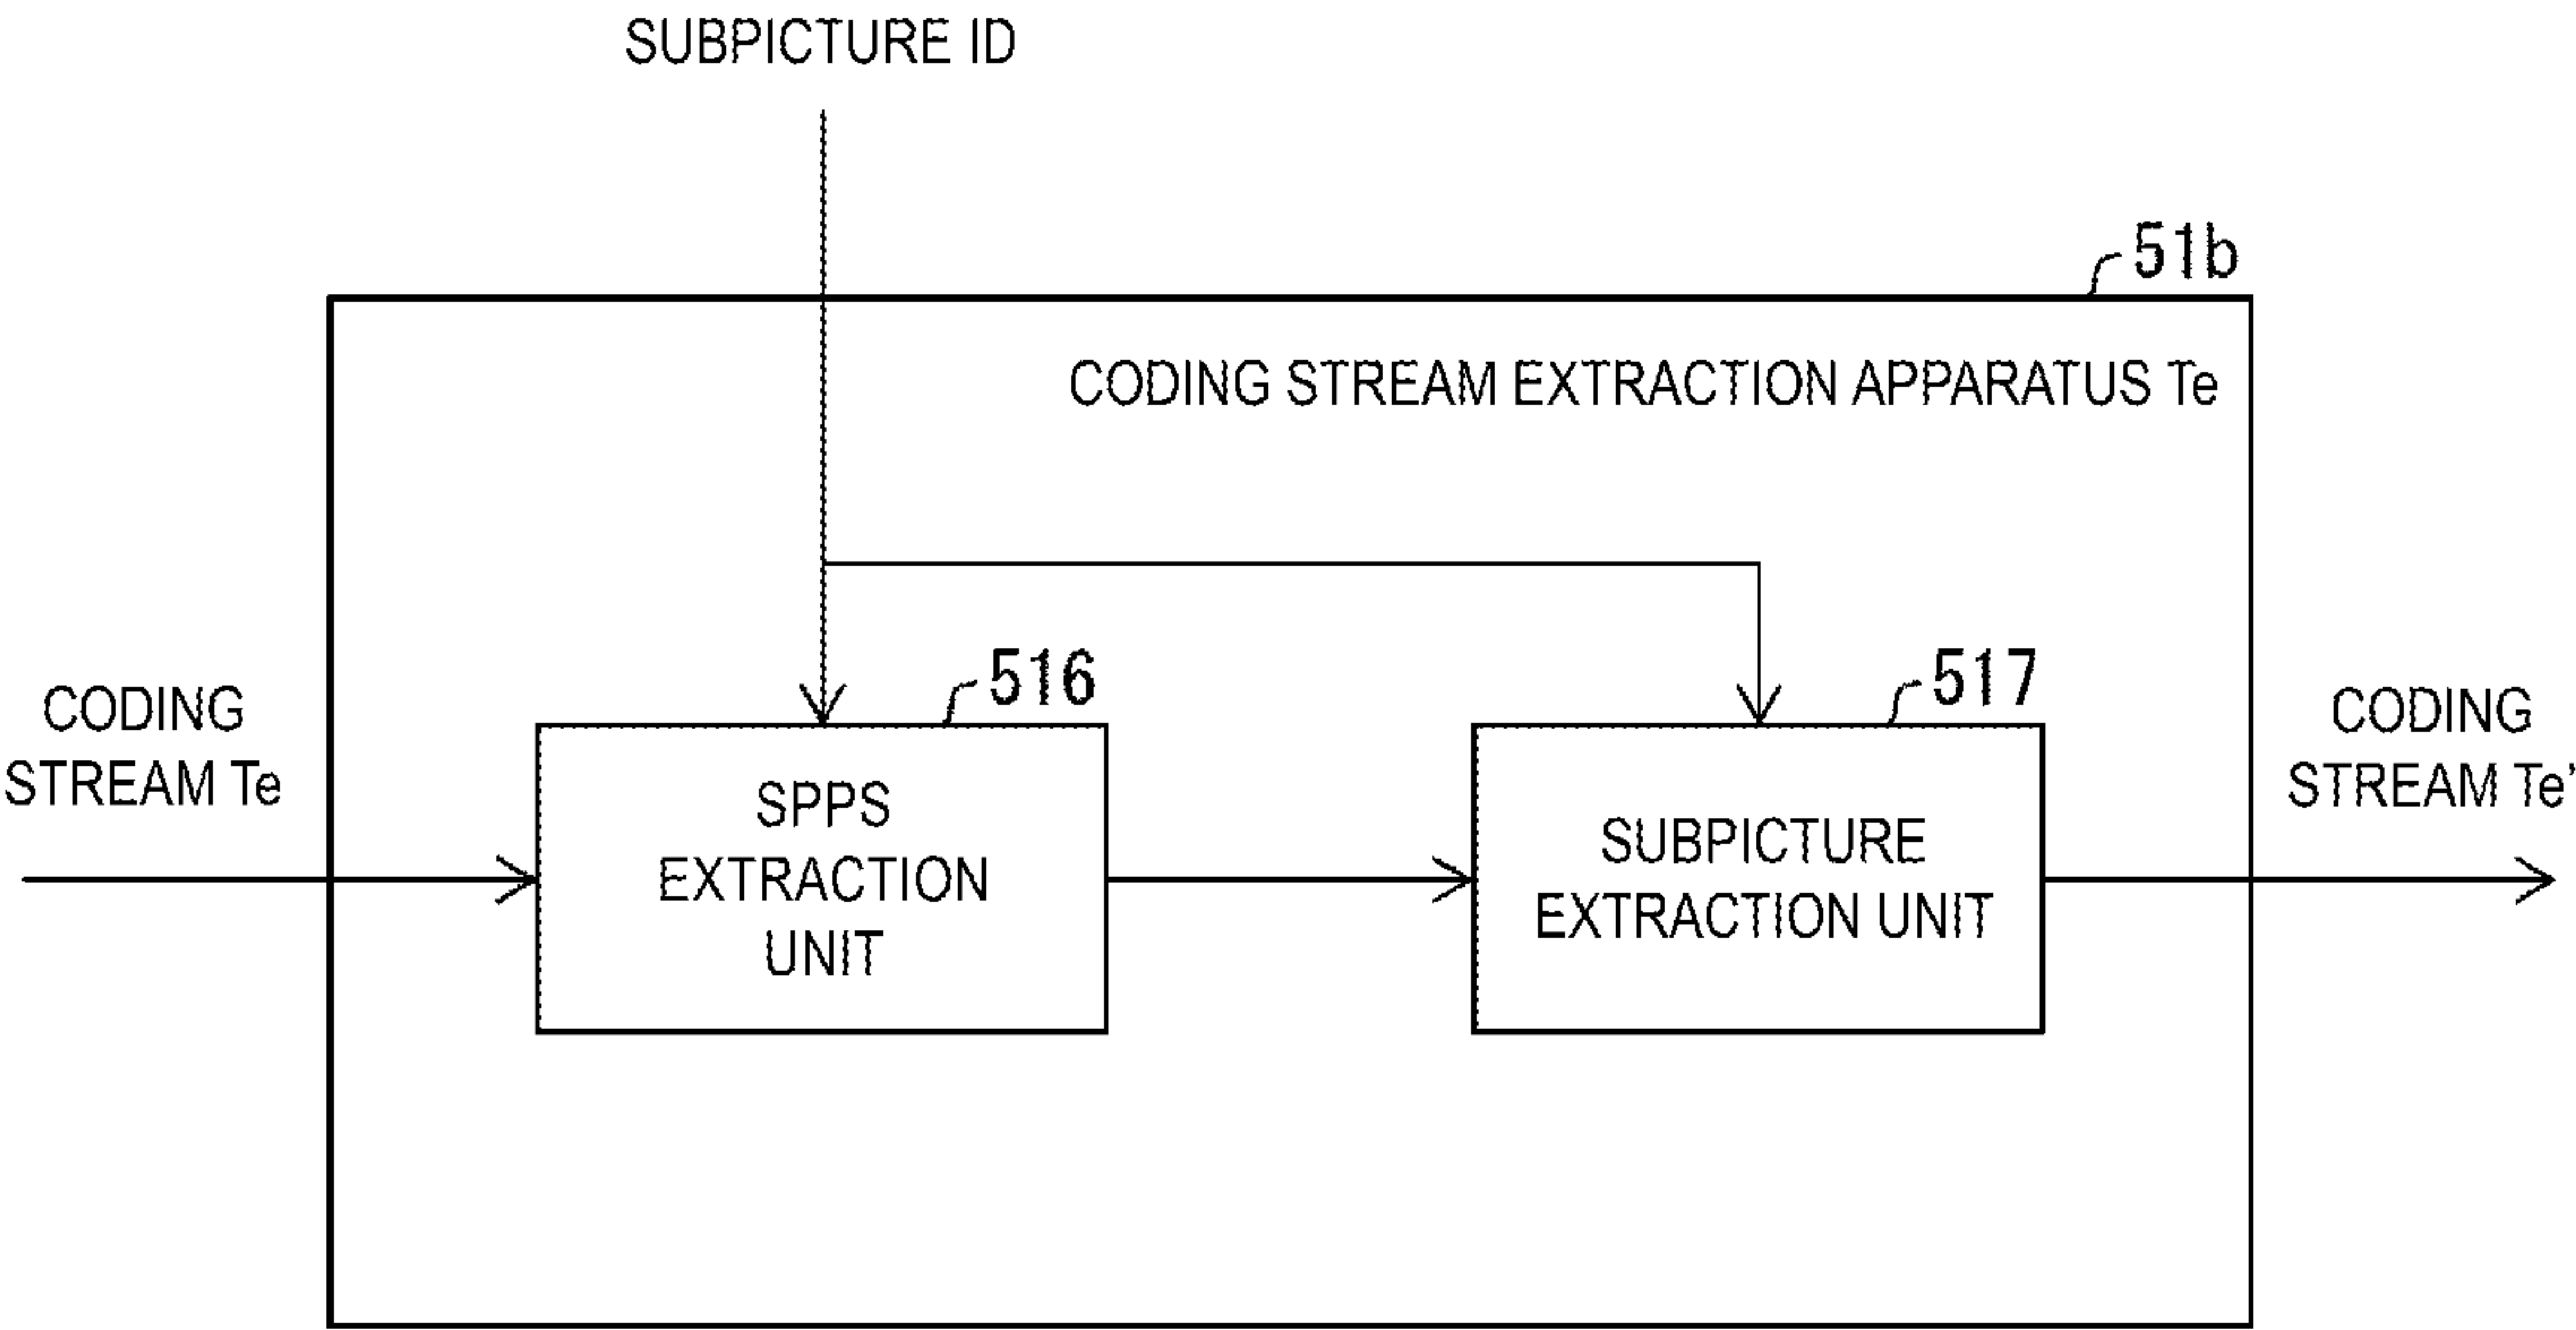 SUBPICTURE ID
51b
CODING STREAM EXTRACTION APPARATUS Te
516
517
CODING
STREAM Te
SPPS
EXTRACTION
UNIT
SUBPICTURE
EXTRACTION UNIT
CODING
STREAM Te'